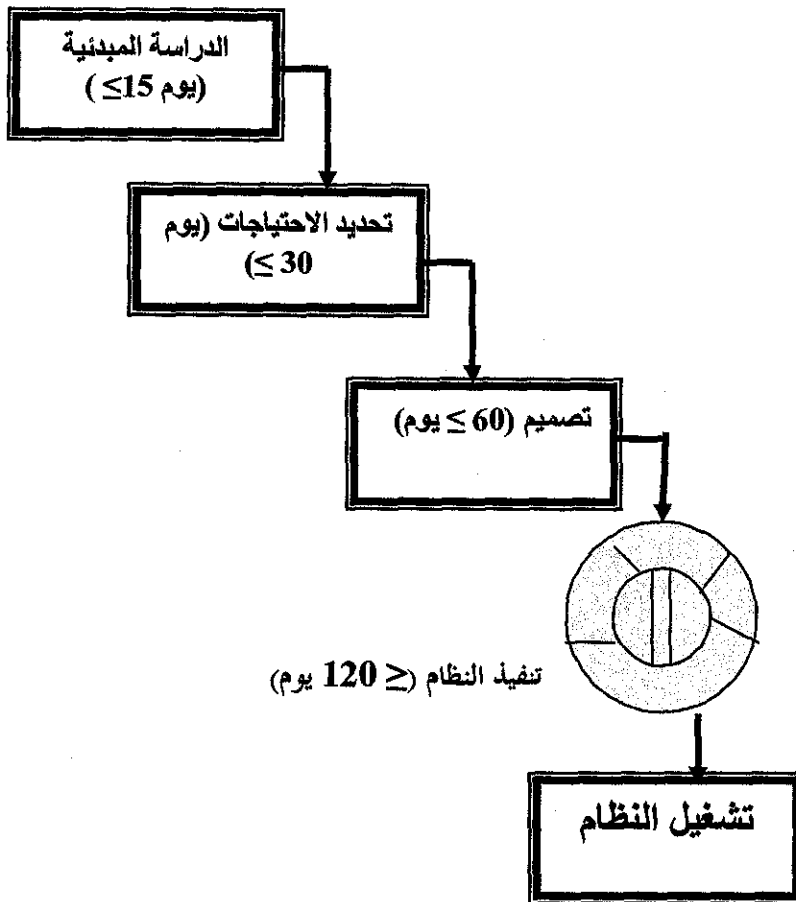 الدراسة المبدئية
(يوم 15≥ )
تحديد الاحتياجات (يوم
30 ≥)
تصميم (60 ≥ يوم)
تنفيذ النظام (≥ 120 يوم)
تشغيل النظام